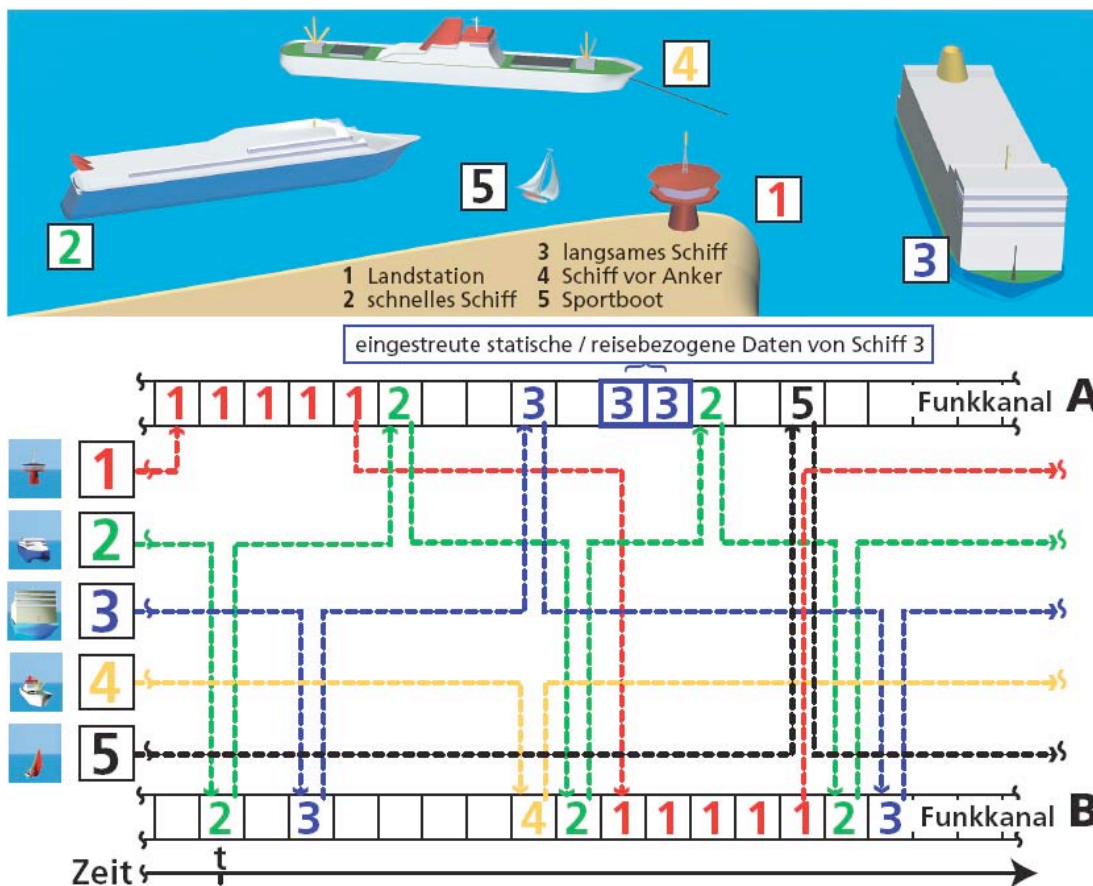 4
5
1
2
3
3 langsames Schiff
1 Landstation 4 Schiff vor Anker
2 schnelles Schiff 5 Sportboot
eingestreute statische / reisebezogene Daten von Schiff 3
1 1 1 1 1 2 3 3 3 2 5 Funkkanal A
1
2
3
4
5
2 3 4 2 1 1 1 1 1 2 3 Funkkanal B
t
Zeit